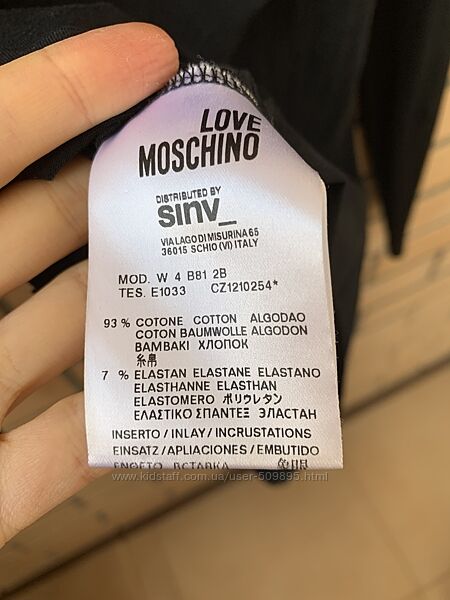 LOVE
MOSCHINO
DISTRIBUTED BY
sinv_
VIA LAGO DI MISURINA 65
36015 SCHIO (VI) ITALY
MOD. W 4 B81 2B
TES. E1033 CZ1210254*
93 % COTONE COTTON ALGODAO
COTON BAUMWOLLE ALGODON
BAMBAKI ХЛОПОК
綿
7 % ELASTAN ELASTANE ELASTANO
ELASTHANNE ELASTHAN
ELASTOMERO ポリウレタン
ΕΛΑΣΤΙΚΟ ΣΠΑΝΤΕΞ ЭЛАСТАН
INSERTO / INLAY / INCRUSTATIONS
EINSATZ / APLIACIONES / EMBUTIDO
ΕΝΘΕΤΟ ВСТАВКА
www.kidstaff.com.ua/user-509895.html